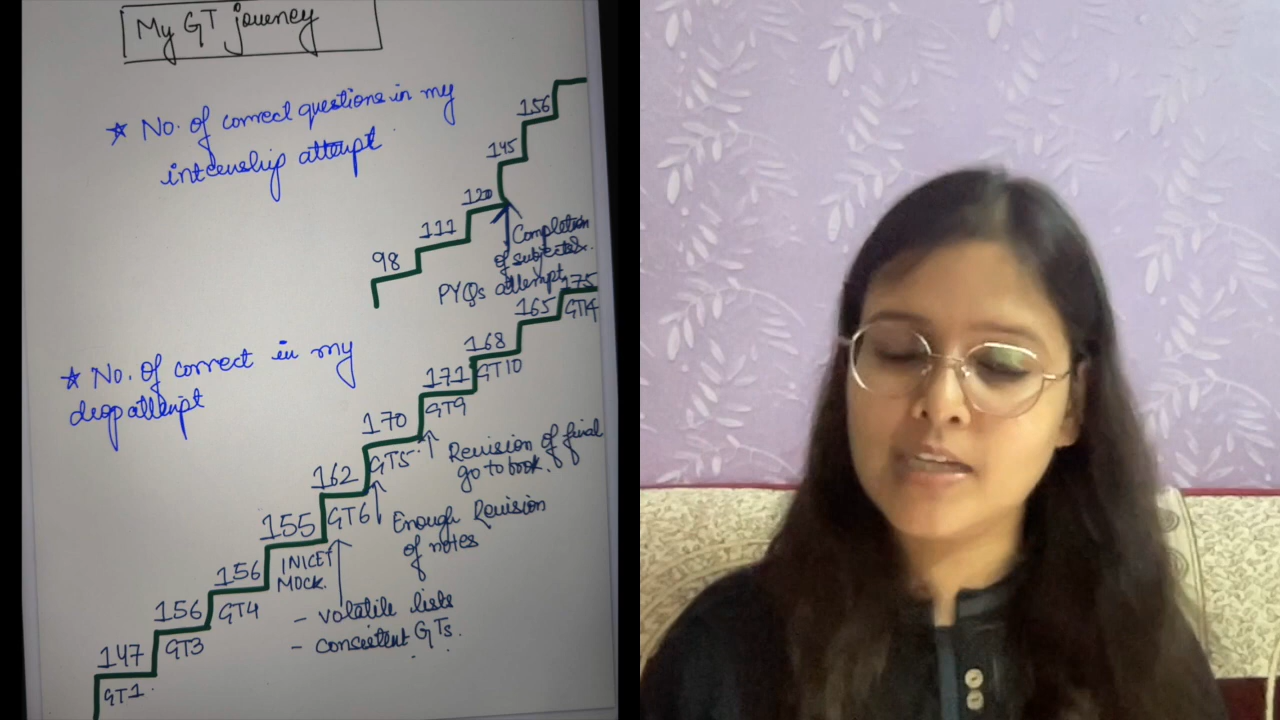 My GT journey
★ No. of correct questions in my
internship attempt
156
145
120
111
98
Completion
of subjects &
PYQs attempt
★ No. of correct in my
drop attempt
175
GT14
165
168
GT10
171
GT9
Revision of final
go to book.
170
GT5
Enough Revision
of notes
162
GT6
155
INICET
MOCK.
- volatile lists
- consistent GTs.
156
GT4
156
GT3
147
GT1